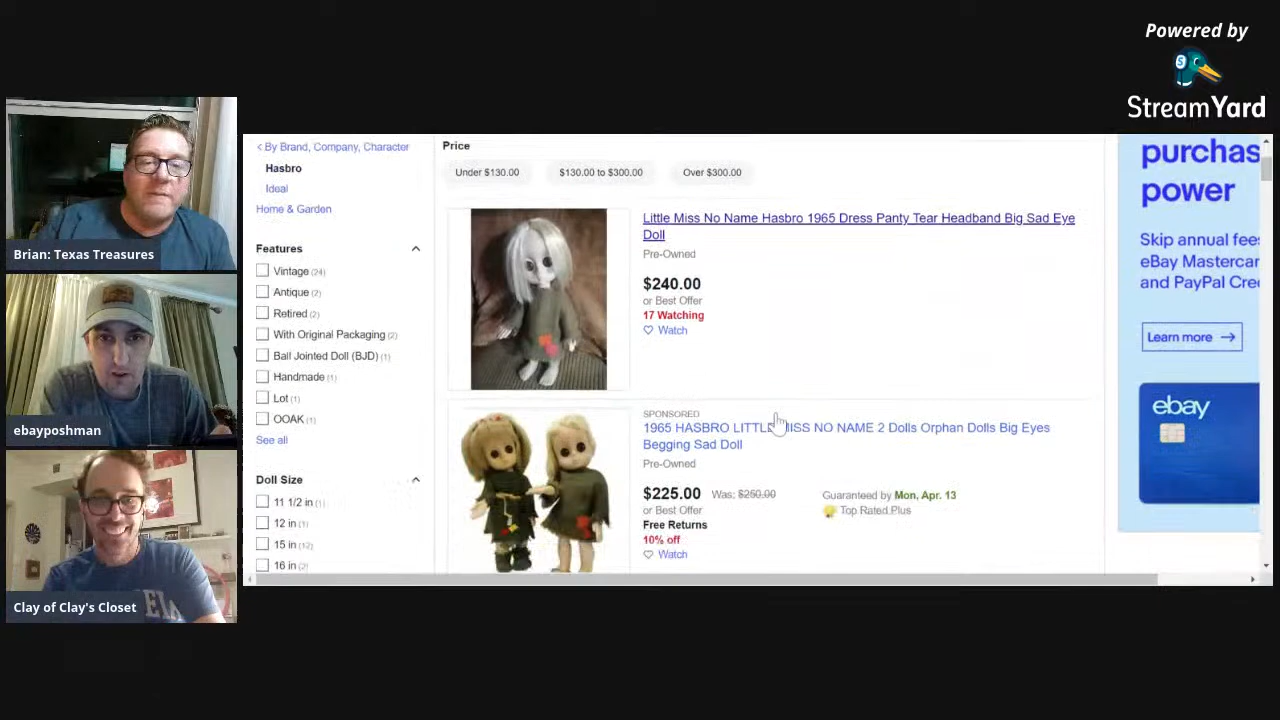 Powered by
StreamYard
Brian: Texas Treasures
ebayposhman
Clay of Clay's Closet
< By Brand, Company, Character
Hasbro
Ideal
Home & Garden
Features
Vintage (24)
Antique (2)
Retired (2)
With Original Packaging (2)
Ball Jointed Doll (BJD) (1)
Handmade (1)
Lot (1)
OOAK (1)
See all
Doll Size
11 1/2 in (1)
12 in (1)
15 in (12)
16 in (2)
Price
Under $130.00
$130.00 to $300.00
Over $300.00
Little Miss No Name Hasbro 1965 Dress Panty Tear Headband Big Sad Eye
Doll
Pre-Owned
$240.00
or Best Offer
17 Watching
Watch
SPONSORED
1965 HASBRO LITTLE MISS NO NAME 2 Dolls Orphan Dolls Big Eyes
Begging Sad Doll
Pre-Owned
$225.00 Was: $250.00
Guaranteed by Mon, Apr. 13
or Best Offer
Top Rated Plus
Free Returns
10% off
Watch
purchas
power
Skip annual fee
eBay Mastercar
and PayPal Cre
Learn more →
ebay